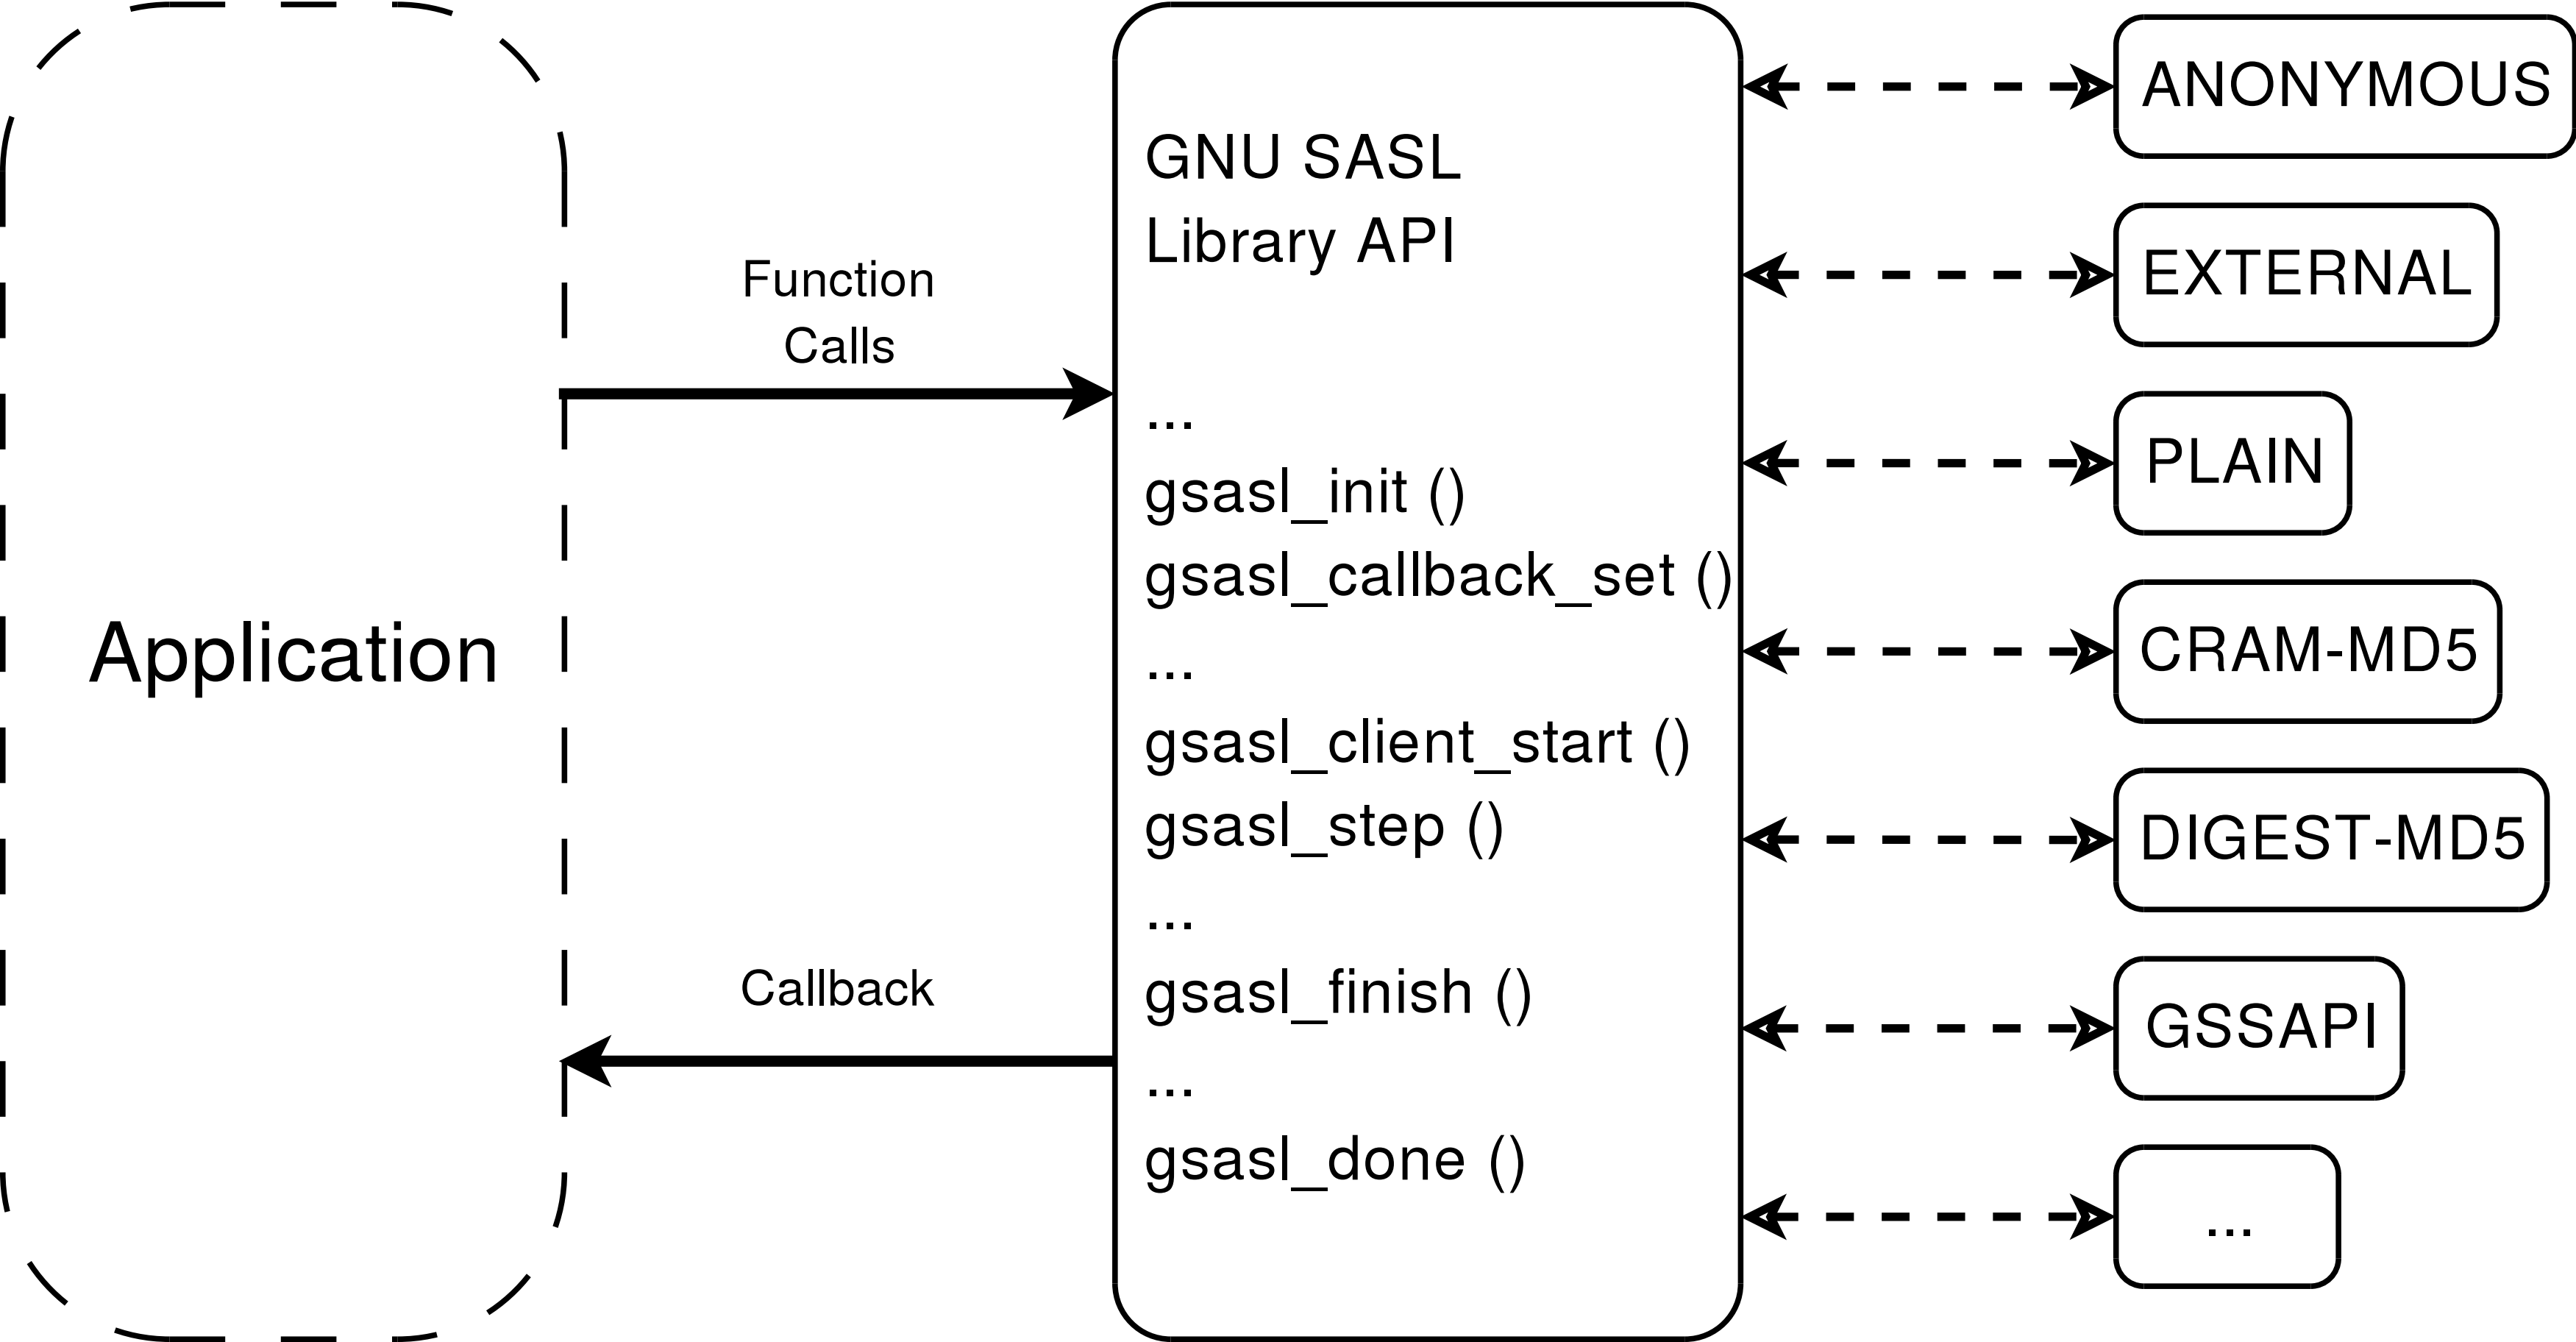 Application
Function
Calls
Callback
GNU SASL
Library API
...
gsasl_init ()
gsasl_callback_set ()
...
gsasl_client_start ()
gsasl_step ()
...
gsasl_finish ()
...
gsasl_done ()
ANONYMOUS
EXTERNAL
PLAIN
CRAM-MD5
DIGEST-MD5
GSSAPI
...